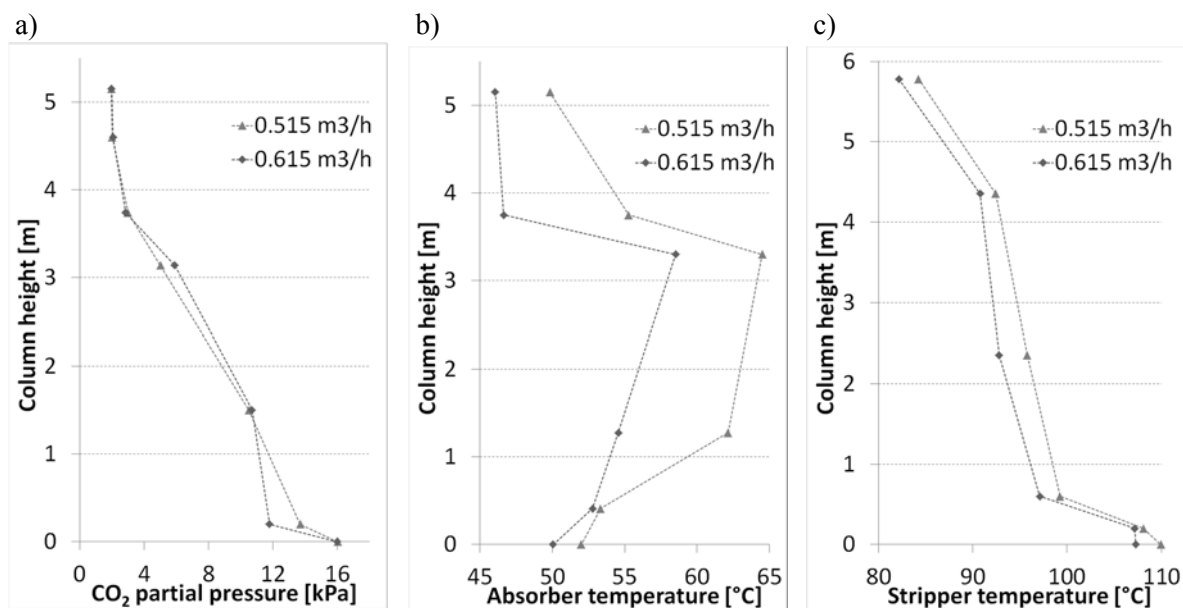 a)
5
4
3
2
1
0
Column height [m]
0.515 m3/h
0.615 m3/h
0 4 8 12 16
CO₂ partial pressure [kPa]
b)
5
4
3
2
1
0
Column height [m]
0.515 m3/h
0.615 m3/h
45 50 55 60 65
Absorber temperature [°C]
c)
6
5
4
3
2
1
0
Column height [m]
0.515 m3/h
0.615 m3/h
80 90 100 110
Stripper temperature [°C]